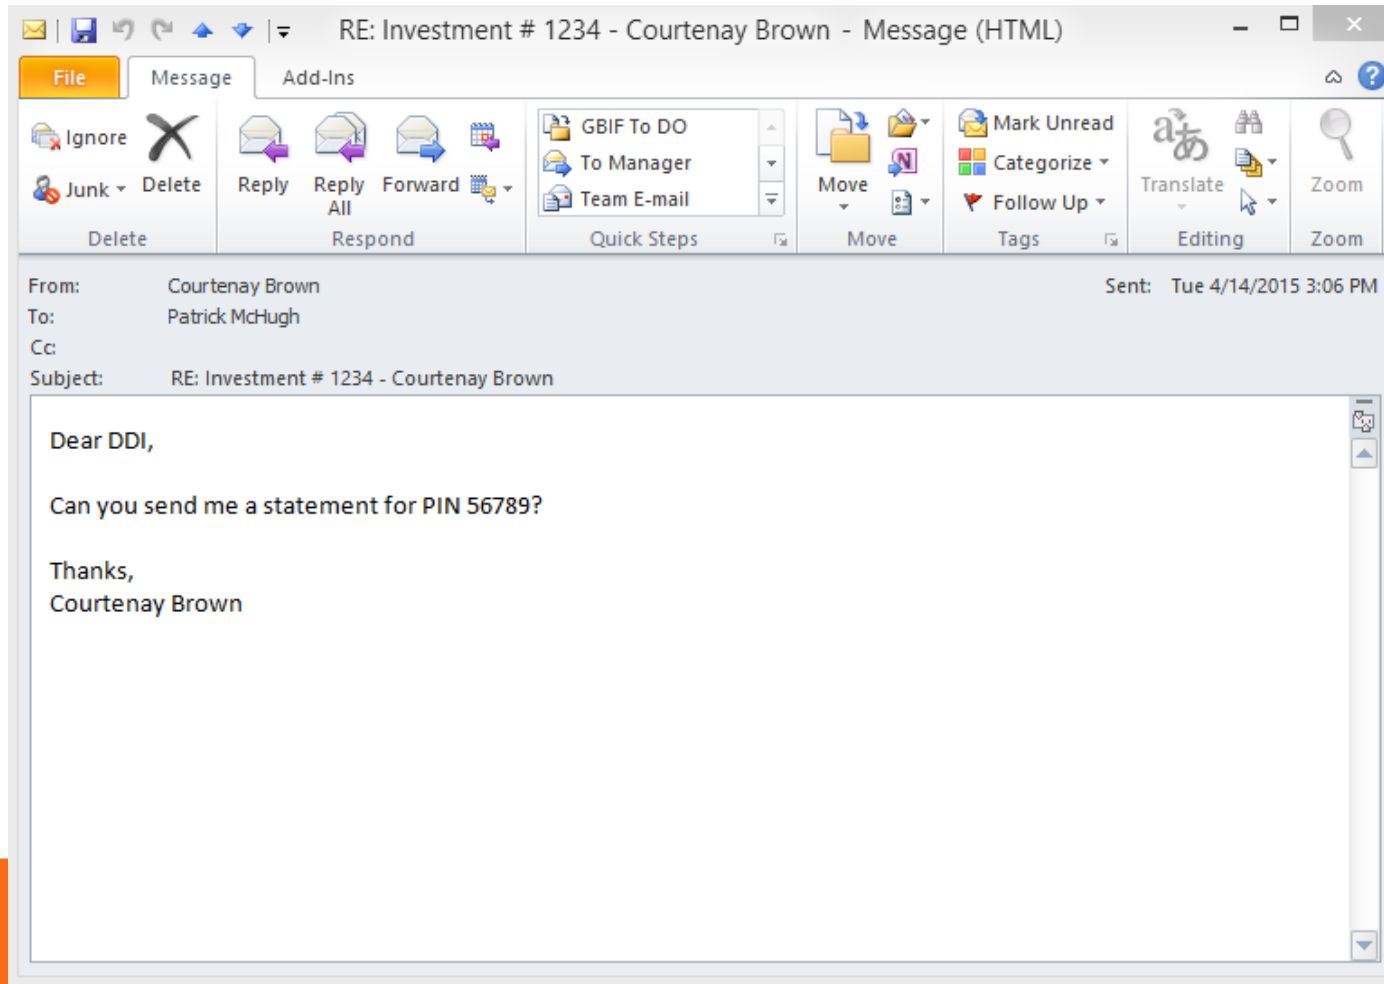 RE: Investment # 1234 - Courtenay Brown - Message (HTML)
File Message Add-Ins
Ignore
Junk
Delete
Reply
Reply All
Forward
GBIF To DO
To Manager
Team E-mail
Move
Mark Unread
Categorize
Follow Up
Translate
Zoom
Delete Respond Quick Steps Move Tags Editing Zoom
From: Courtenay Brown Sent: Tue 4/14/2015 3:06 PM
To: Patrick McHugh
Cc:
Subject: RE: Investment # 1234 - Courtenay Brown
Dear DDI,
Can you send me a statement for PIN 56789?
Thanks,
Courtenay Brown